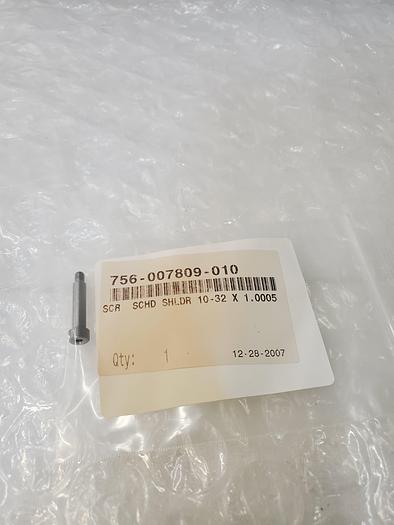 756-007809-010
SCR SCHD SHLDR 10-32 X 1.0005
Qty: 1 12-28-2007